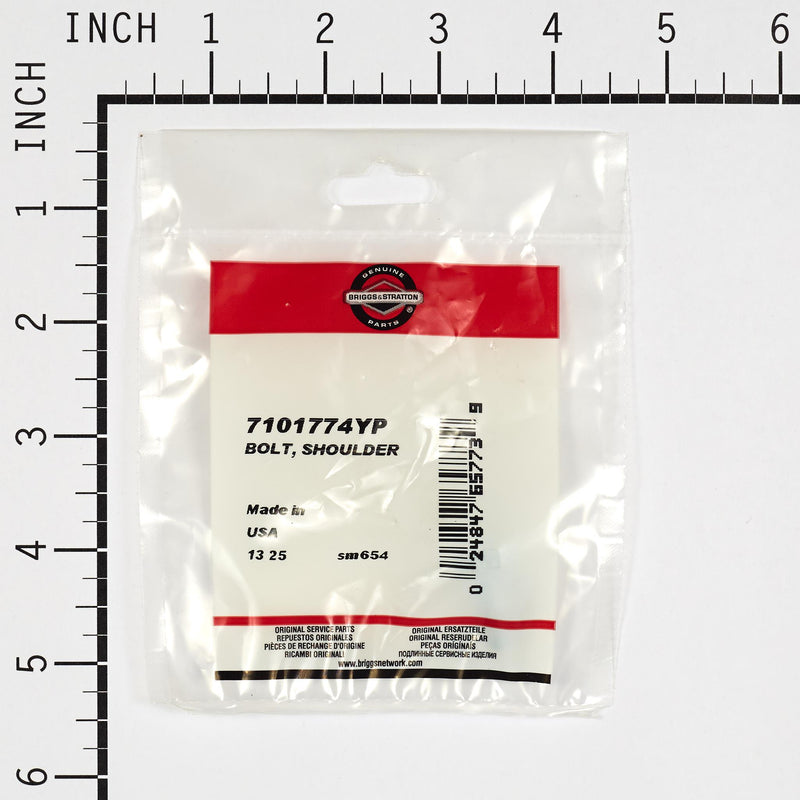 INCH 1 2 3 4 5 6
INCH
1
2
3
4
5
6
GENUINE
BRIGGS&STRATTON
PARTS ®
7101774YP
BOLT, SHOULDER
Made in
USA
13 25 sm654
0 24847 65773 9
ORIGINAL SERVICE PARTS
REPUESTOS ORIGINALES
PIÈCES DE RECHANGE D'ORIGINE
RICAMBI ORIGINALI
ORIGINAL ERSATZTEILE
ORIGINAL RESERUDELAR
PEÇAS ORIGINAIS
ПОДЛИННЫЕ СЕРВИСНЫЕ ИЗДЕЛИЯ
www.briggsnetwork.com